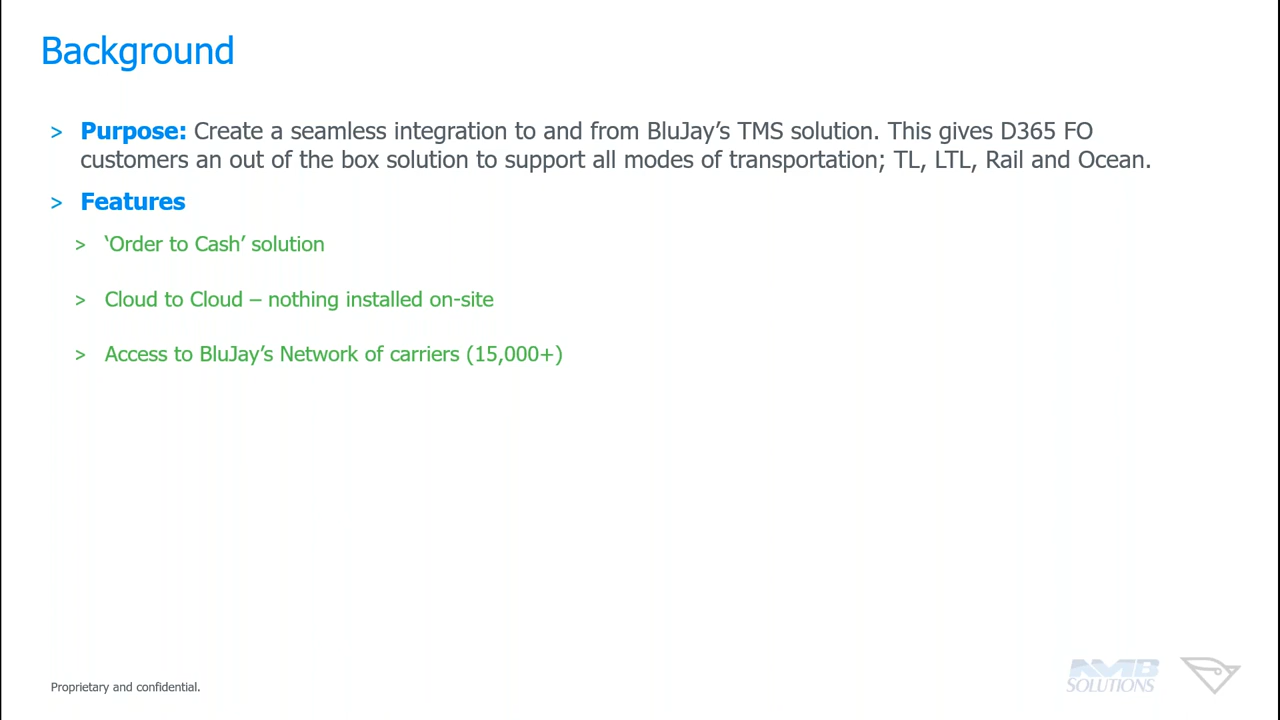 Background
> Purpose: Create a seamless integration to and from BluJay’s TMS solution. This gives D365 FO
customers an out of the box solution to support all modes of transportation; TL, LTL, Rail and Ocean.
> Features
> ‘Order to Cash’ solution
> Cloud to Cloud – nothing installed on-site
> Access to BluJay’s Network of carriers (15,000+)
Proprietary and confidential.
SOLUTIONS